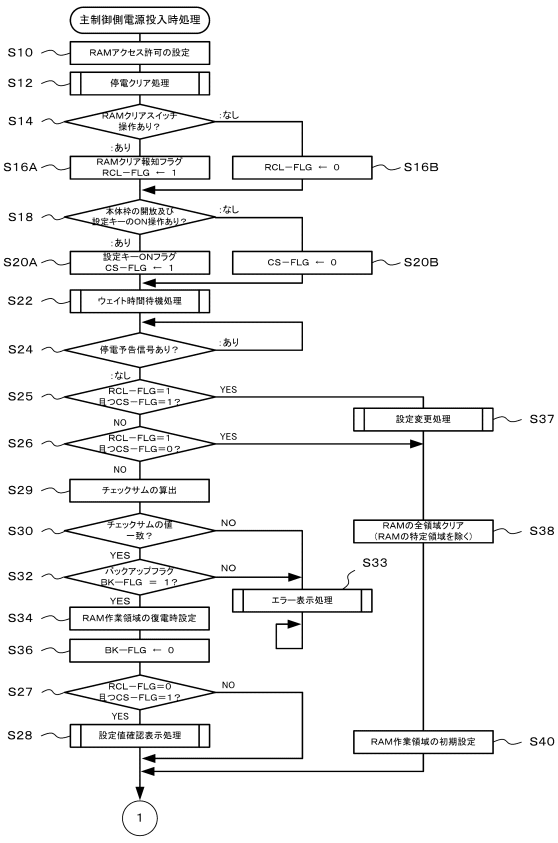 主制御側電源投入時処理
S10
RAMアクセス許可の設定
S12
停電クリア処理
S14
RAMクリアスイッチ
操作あり？
:なし
:あり
S16A
RAMクリア報知フラグ
RCL−FLG ← 1
RCL−FLG ← 0
S16B
S18
本体枠の開放及び
設定キーのON操作あり？
:なし
:あり
S20A
設定キーONフラグ
CS−FLG ← 1
CS−FLG ← 0
S20B
S22
ウェイト時間待機処理
S24
停電予告信号あり？
:あり
:なし
S25
RCL−FLG=1
且つCS−FLG=1？
YES
NO
設定変更処理
S37
S26
RCL−FLG=1
且つCS−FLG=0？
YES
NO
S29
チェックサムの算出
S30
チェックサムの値
一致？
NO
YES
RAMの全領域クリア
（RAMの特定領域を除く）
S38
S32
バックアップフラグ
BK−FLG = 1？
NO
YES
S33
エラー表示処理
S34
RAM作業領域の復電時設定
S36
BK−FLG ← 0
S27
RCL−FLG=0
且つCS−FLG=1？
NO
YES
S28
設定値確認表示処理
RAM作業領域の初期設定
S40
1